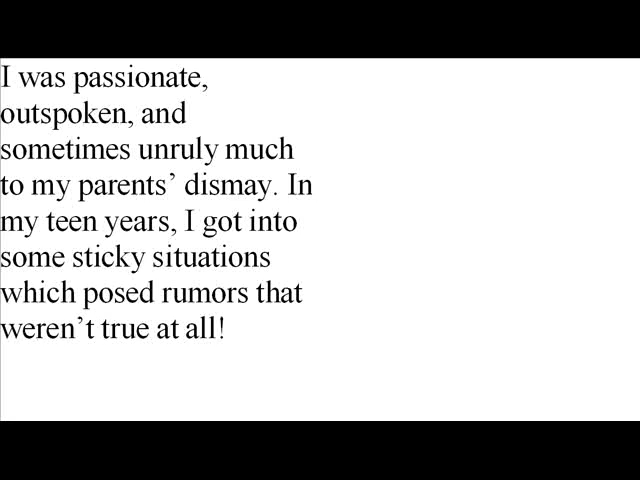 I was passionate,
outspoken, and
sometimes unruly much
to my parents’ dismay. In
my teen years, I got into
some sticky situations
which posed rumors that
weren’t true at all!